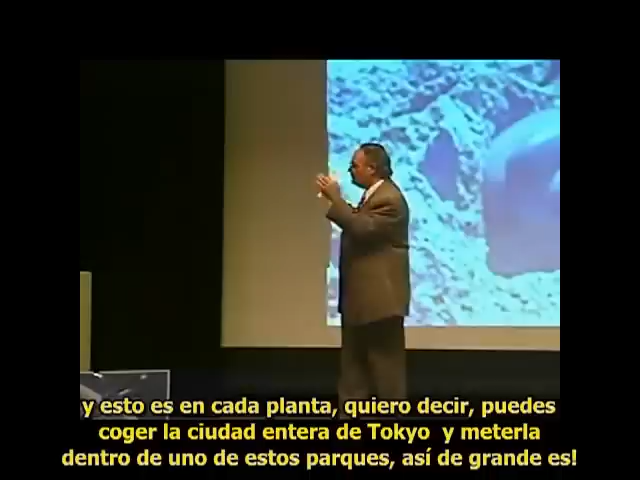 y esto es en cada planta, quiero decir, puedes
coger la ciudad entera de Tokyo y meterla
dentro de uno de estos parques, así de grande es!